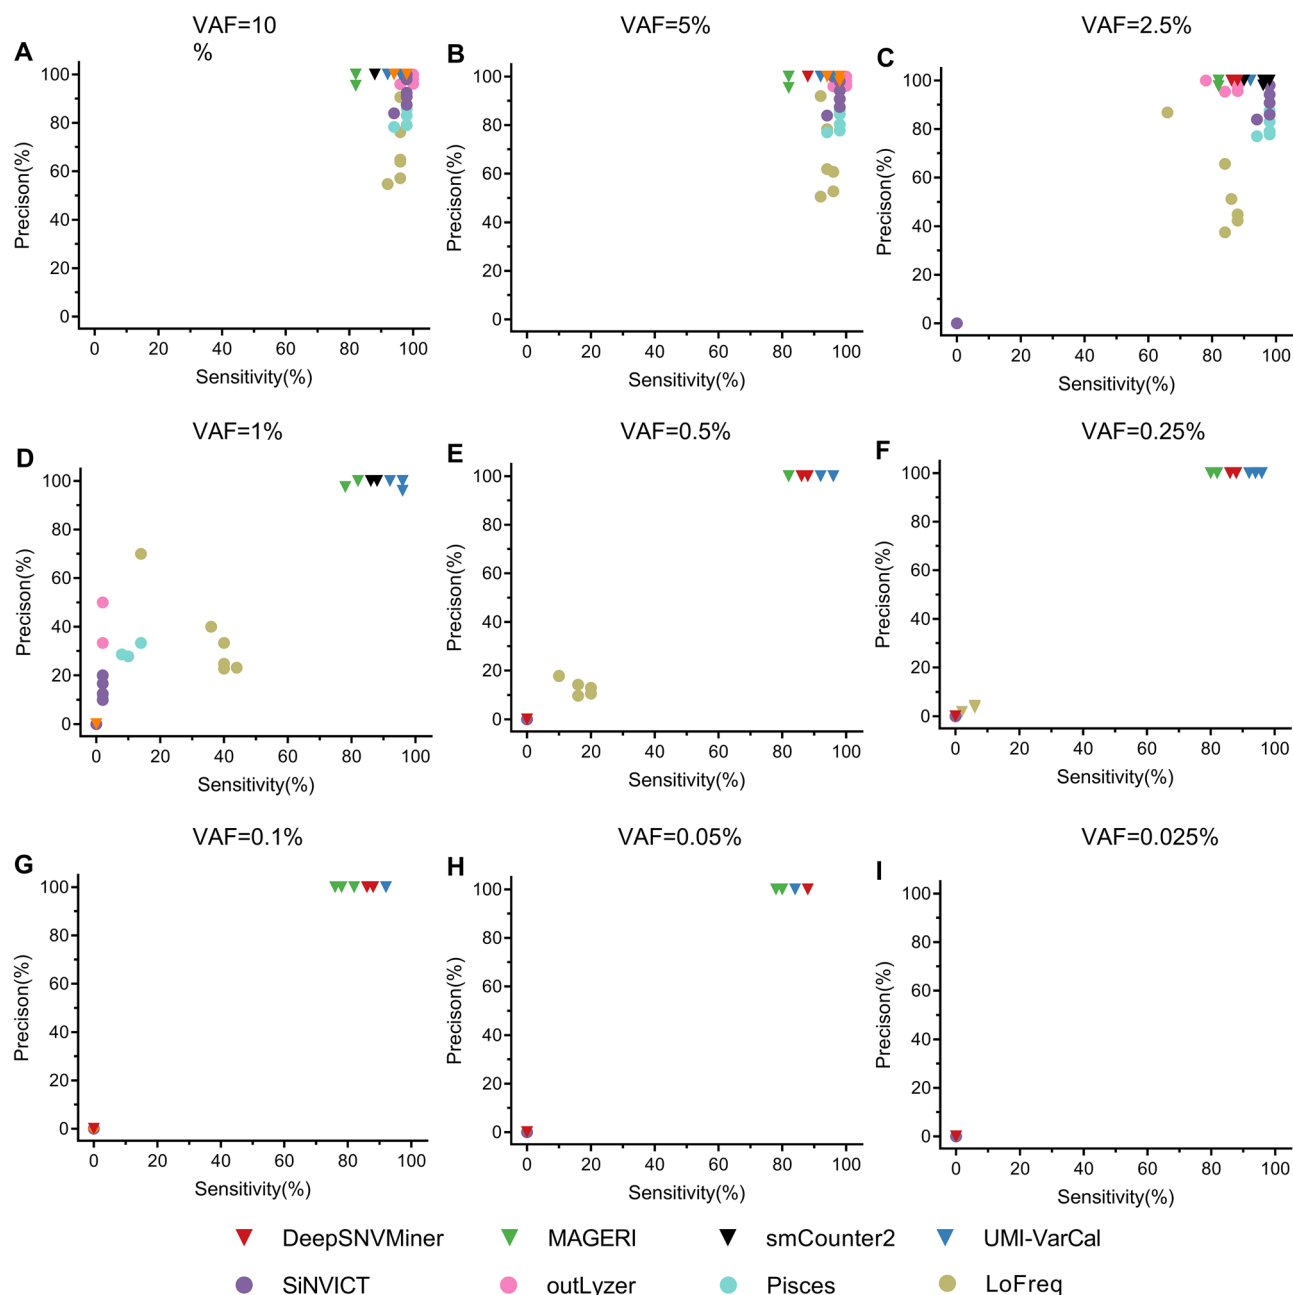 VAF=10
%
VAF=5%
VAF=2.5%
A
B
C
100
80
60
40
20
0
Precison(%)
0 20 40 60 80 100
Sensitivity(%)
100
80
60
40
20
0
Precison(%)
0 20 40 60 80 100
Sensitivity(%)
100
80
60
40
20
0
Precison(%)
0 20 40 60 80 100
Sensitivity(%)
VAF=1%
VAF=0.5%
VAF=0.25%
D
E
F
100
80
60
40
20
0
Precison(%)
0 20 40 60 80 100
Sensitivity(%)
100
80
60
40
20
0
Precison(%)
0 20 40 60 80 100
Sensitivity(%)
100
80
60
40
20
0
Precison(%)
0 20 40 60 80 100
Sensitivity(%)
VAF=0.1%
VAF=0.05%
VAF=0.025%
G
H
I
100
80
60
40
20
0
Precison(%)
0 20 40 60 80 100
Sensitivity(%)
100
80
60
40
20
0
Precison(%)
0 20 40 60 80 100
Sensitivity(%)
100
80
60
40
20
0
Precison(%)
0 20 40 60 80 100
Sensitivity(%)
DeepSNVMiner MAGERI smCounter2 UMI-VarCal
SiNVICT outLyzer Pisces LoFreq